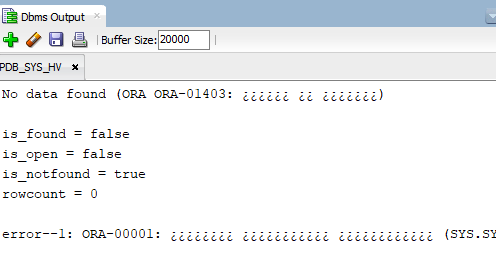 Dbms Output
Buffer Size: 20000
PDB_SYS_HV
No data found (ORA ORA-01403: ¿¿¿¿¿¿ ¿¿ ¿¿¿¿¿¿¿)
is_found = false
is_open = false
is_notfound = true
rowcount = 0
error--1: ORA-00001: ¿¿¿¿¿¿¿¿ ¿¿¿¿¿¿¿¿¿¿¿ ¿¿¿¿¿¿¿¿¿¿¿¿ (SYS.SY